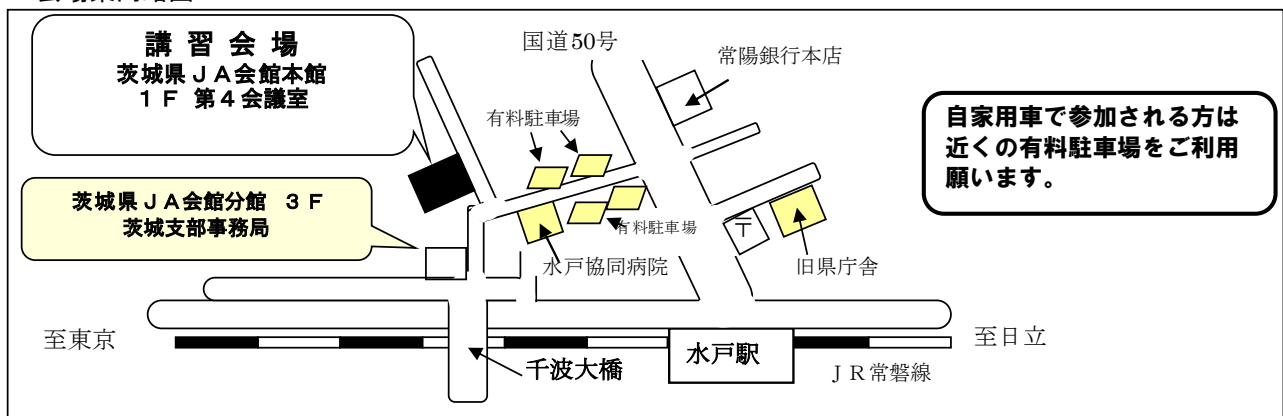 講 習 会 場
茨城県ＪＡ会館本館
１Ｆ 第４会議室
国道50号
常陽銀行本店
有料駐車場
自家用車で参加される方は
近くの有料駐車場をご利用
願います。
茨城県ＪＡ会館分館 ３Ｆ
茨城支部事務局
有料駐車場
〒
水戸協同病院
旧県庁舎
至東京
至日立
水戸駅
千波大橋
ＪＲ常磐線